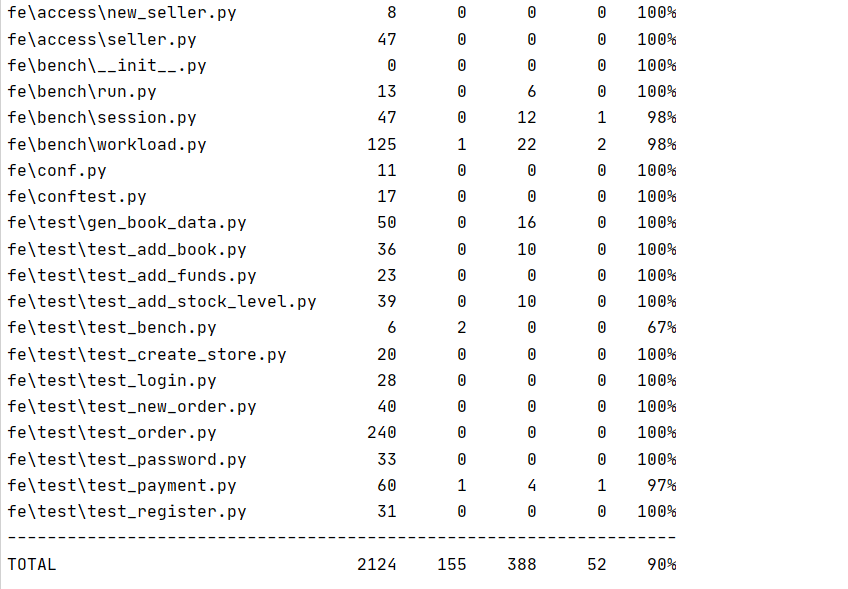 fe\access\new_seller.py 8 0 0 0 100%
fe\access\seller.py 47 0 0 0 100%
fe\bench\__init__.py 0 0 0 0 100%
fe\bench\run.py 13 0 6 0 100%
fe\bench\session.py 47 0 12 1 98%
fe\bench\workload.py 125 1 22 2 98%
fe\conf.py 11 0 0 0 100%
fe\conftest.py 17 0 0 0 100%
fe\test\gen_book_data.py 50 0 16 0 100%
fe\test\test_add_book.py 36 0 10 0 100%
fe\test\test_add_funds.py 23 0 0 0 100%
fe\test\test_add_stock_level.py 39 0 10 0 100%
fe\test\test_bench.py 6 2 0 0 67%
fe\test\test_create_store.py 20 0 0 0 100%
fe\test\test_login.py 28 0 0 0 100%
fe\test\test_new_order.py 40 0 0 0 100%
fe\test\test_order.py 240 0 0 0 100%
fe\test\test_password.py 33 0 0 0 100%
fe\test\test_payment.py 60 1 4 1 97%
fe\test\test_register.py 31 0 0 0 100%
-------------------------------------------------------------------
TOTAL 2124 155 388 52 90%